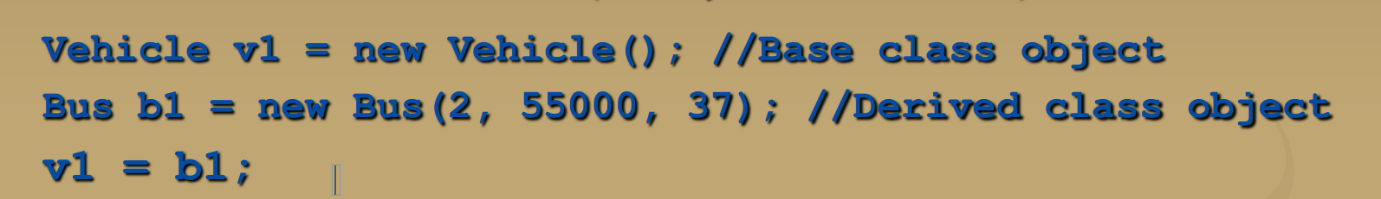 Vehicle v1 = new Vehicle(); //Base class object
Bus b1 = new Bus(2, 55000, 37); //Derived class object
v1 = b1;